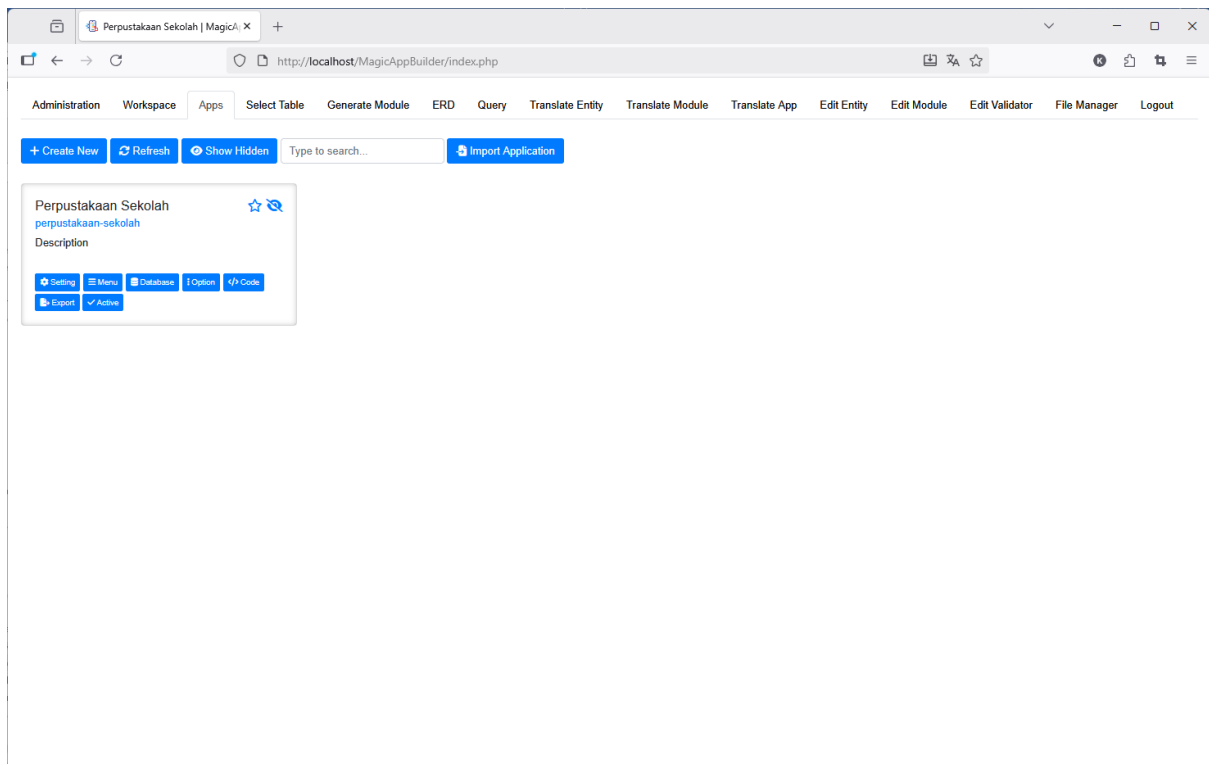 Perpustakaan Sekolah | MagicA
http://localhost/MagicAppBuilder/index.php
K
Administration Workspace Apps Select Table Generate Module ERD Query Translate Entity Translate Module Translate App Edit Entity Edit Module Edit Validator File Manager Logout
Create New Refresh Show Hidden Type to search... Import Application
Perpustakaan Sekolah
perpustakaan-sekolah
Description
Setting Menu Database Option Code
Export Active